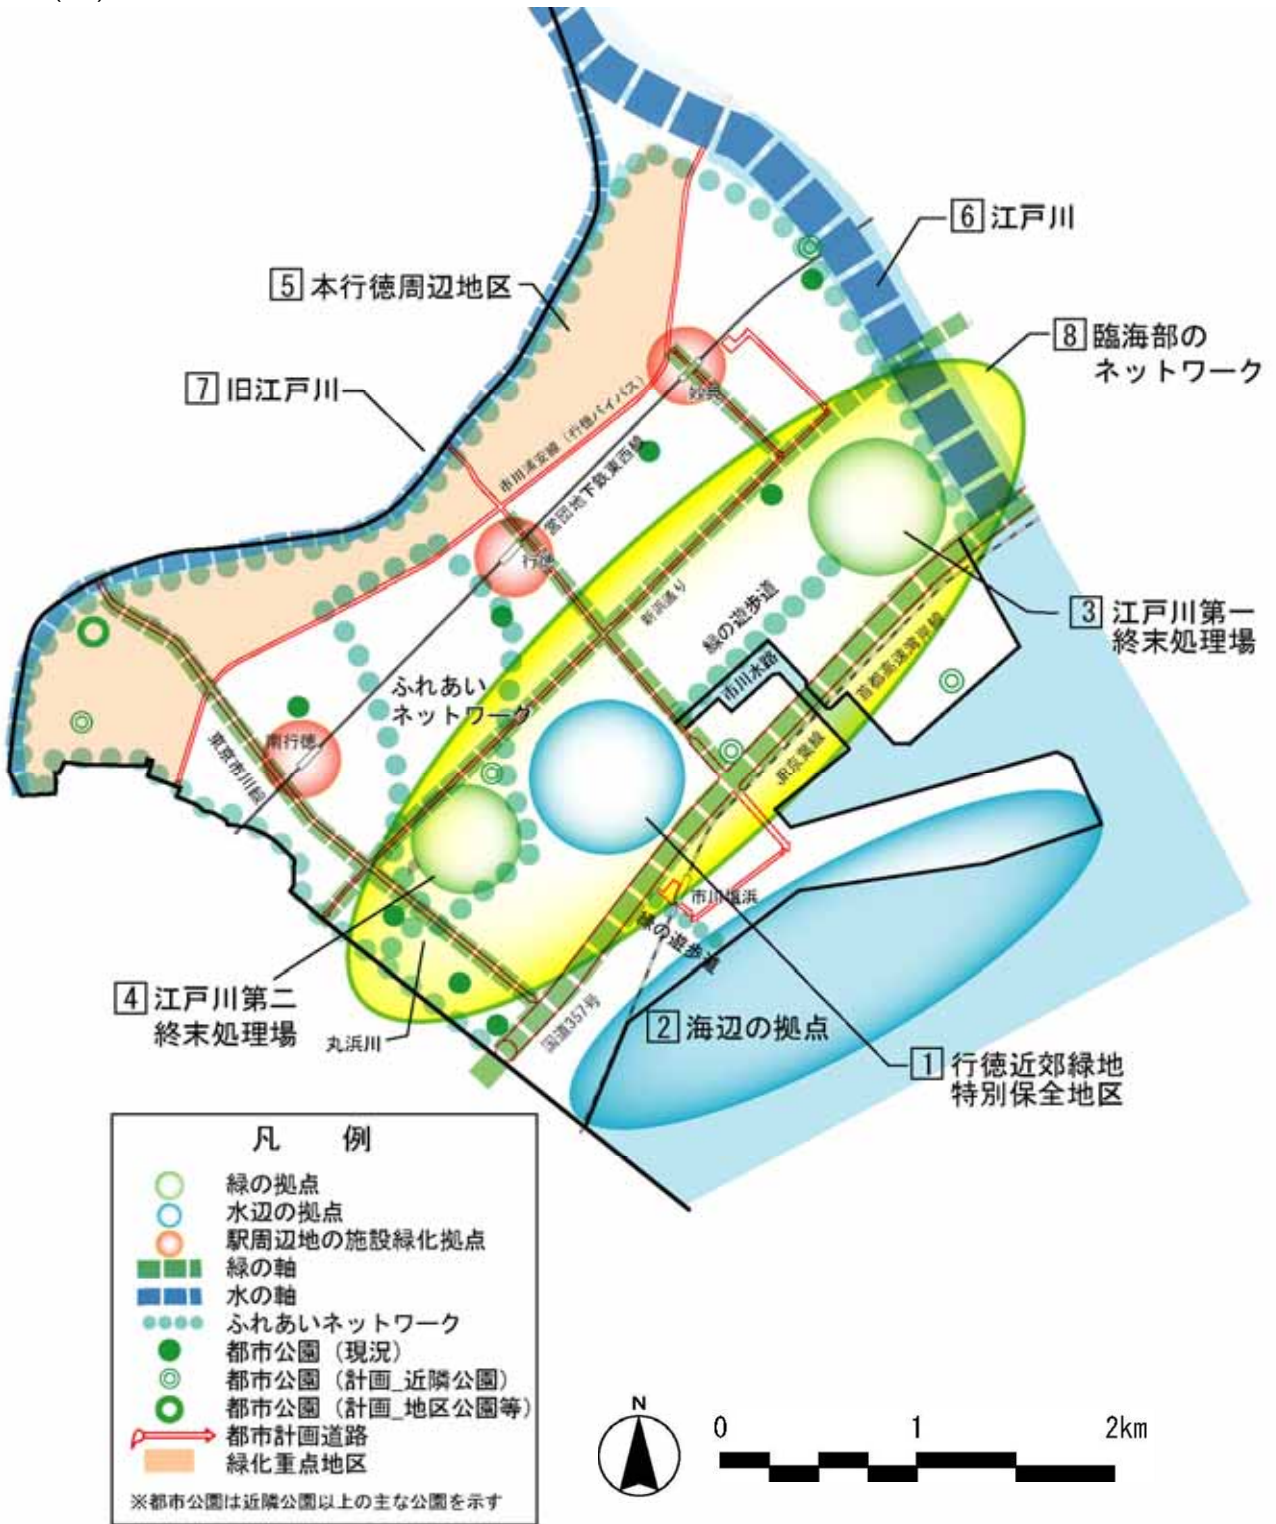 6 江戸川
5 本行徳周辺地区
8 臨海部の
ネットワーク
7 旧江戸川
妙典
市川浦安線（行徳バイパス）
営団地下鉄東西線
行徳
新浜通り
緑の遊歩道
3 江戸川第一
終末処理場
市川水路
首都高速湾岸線
ふれあい
ネットワーク
南行徳
東京市川線
JR京葉線
市川塩浜
緑の遊歩道
4 江戸川第二
終末処理場
丸浜川
国道357号
2 海辺の拠点
1 行徳近郊緑地
特別保全地区
凡 例
緑の拠点
水辺の拠点
駅周辺地の施設緑化拠点
緑の軸
水の軸
ふれあいネットワーク
都市公園（現況）
都市公園（計画_近隣公園）
都市公園（計画_地区公園等）
都市計画道路
緑化重点地区
※都市公園は近隣公園以上の主な公園を示す
N
0 1 2km